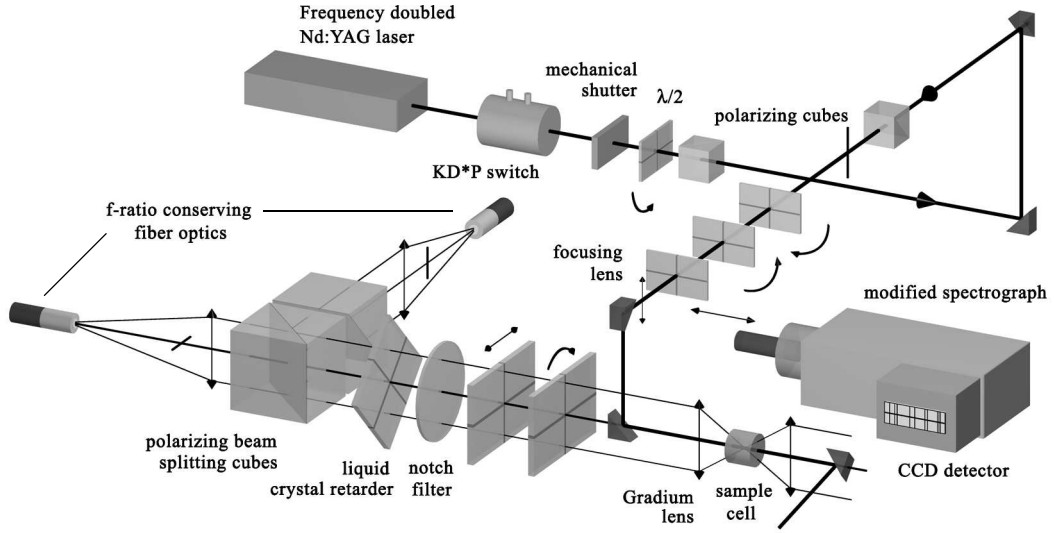 Frequency doubled
Nd:YAG laser
mechanical
shutter
λ/2
polarizing cubes
KD*P switch
f-ratio conserving
fiber optics
focusing
lens
modified spectrograph
polarizing beam
splitting cubes
liquid
crystal retarder
notch
filter
Gradium
lens
sample
cell
CCD detector